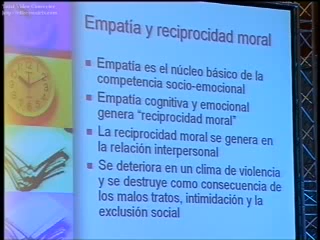 Empatía y reciprocidad moral
Empatía es el núcleo básico de la
competencia socio-emocional
Empatía cognitiva y emocional
genera “reciprocidad moral”
La reciprocidad moral se genera en
la relación interpersonal
Se deteriora en un clima de violencia
y se destruye como consecuencia de
los malos tratos, intimidación y la
exclusión social